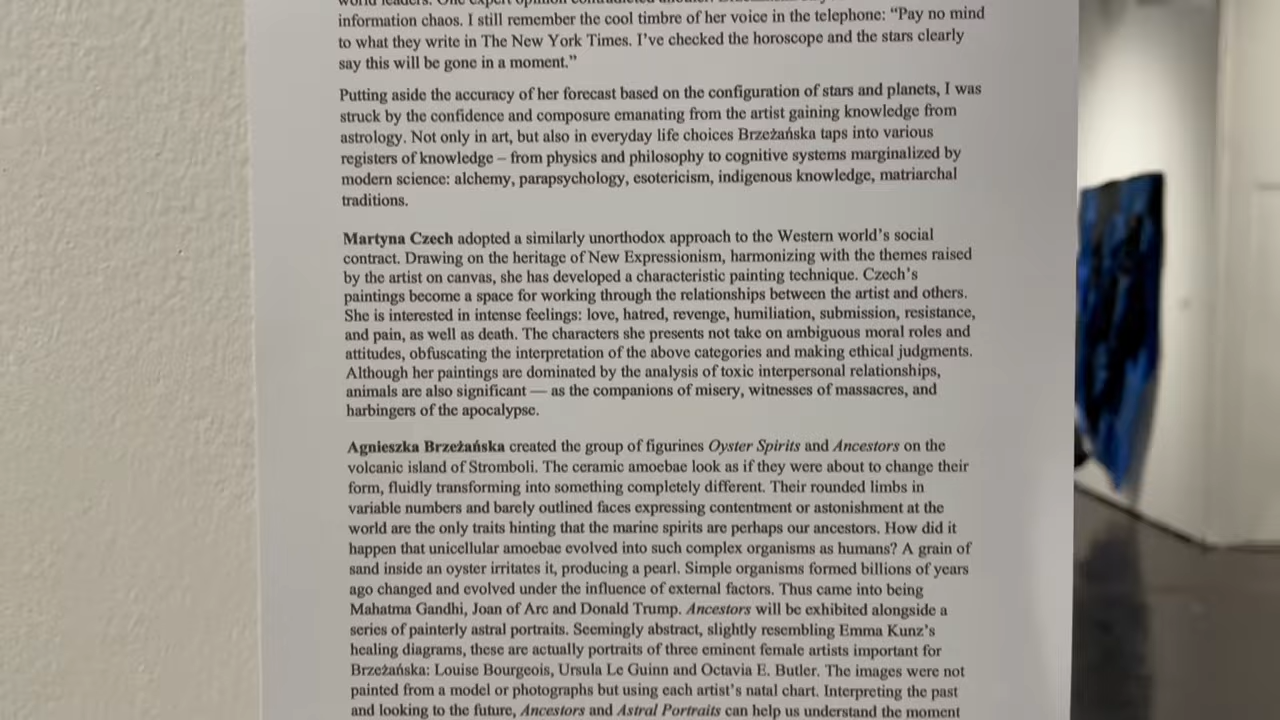 information chaos. I still remember the cool timbre of her voice in the telephone: “Pay no mind
to what they write in The New York Times. I’ve checked the horoscope and the stars clearly
say this will be gone in a moment.”
Putting aside the accuracy of her forecast based on the configuration of stars and planets, I was
struck by the confidence and composure emanating from the artist gaining knowledge from
astrology. Not only in art, but also in everyday life choices Brzeżańska taps into various
registers of knowledge – from physics and philosophy to cognitive systems marginalized by
modern science: alchemy, parapsychology, esotericism, indigenous knowledge, matriarchal
traditions.
Martyna Czech adopted a similarly unorthodox approach to the Western world’s social
contract. Drawing on the heritage of New Expressionism, harmonizing with the themes raised
by the artist on canvas, she has developed a characteristic painting technique. Czech’s
paintings become a space for working through the relationships between the artist and others.
She is interested in intense feelings: love, hatred, revenge, humiliation, submission, resistance,
and pain, as well as death. The characters she presents not take on ambiguous moral roles and
attitudes, obfuscating the interpretation of the above categories and making ethical judgments.
Although her paintings are dominated by the analysis of toxic interpersonal relationships,
animals are also significant — as the companions of misery, witnesses of massacres, and
harbingers of the apocalypse.
Agnieszka Brzeżańska created the group of figurines Oyster Spirits and Ancestors on the
volcanic island of Stromboli. The ceramic amoebae look as if they were about to change their
form, fluidly transforming into something completely different. Their rounded limbs in
variable numbers and barely outlined faces expressing contentment or astonishment at the
world are the only traits hinting that the marine spirits are perhaps our ancestors. How did it
happen that unicellular amoebae evolved into such complex organisms as humans? A grain of
sand inside an oyster irritates it, producing a pearl. Simple organisms formed billions of years
ago changed and evolved under the influence of external factors. Thus came into being
Mahatma Gandhi, Joan of Arc and Donald Trump. Ancestors will be exhibited alongside a
series of painterly astral portraits. Seemingly abstract, slightly resembling Emma Kunz’s
healing diagrams, these are actually portraits of three eminent female artists important for
Brzeżańska: Louise Bourgeois, Ursula Le Guinn and Octavia E. Butler. The images were not
painted from a model or photographs but using each artist’s natal chart. Interpreting the past
and looking to the future, Ancestors and Astral Portraits can help us understand the moment